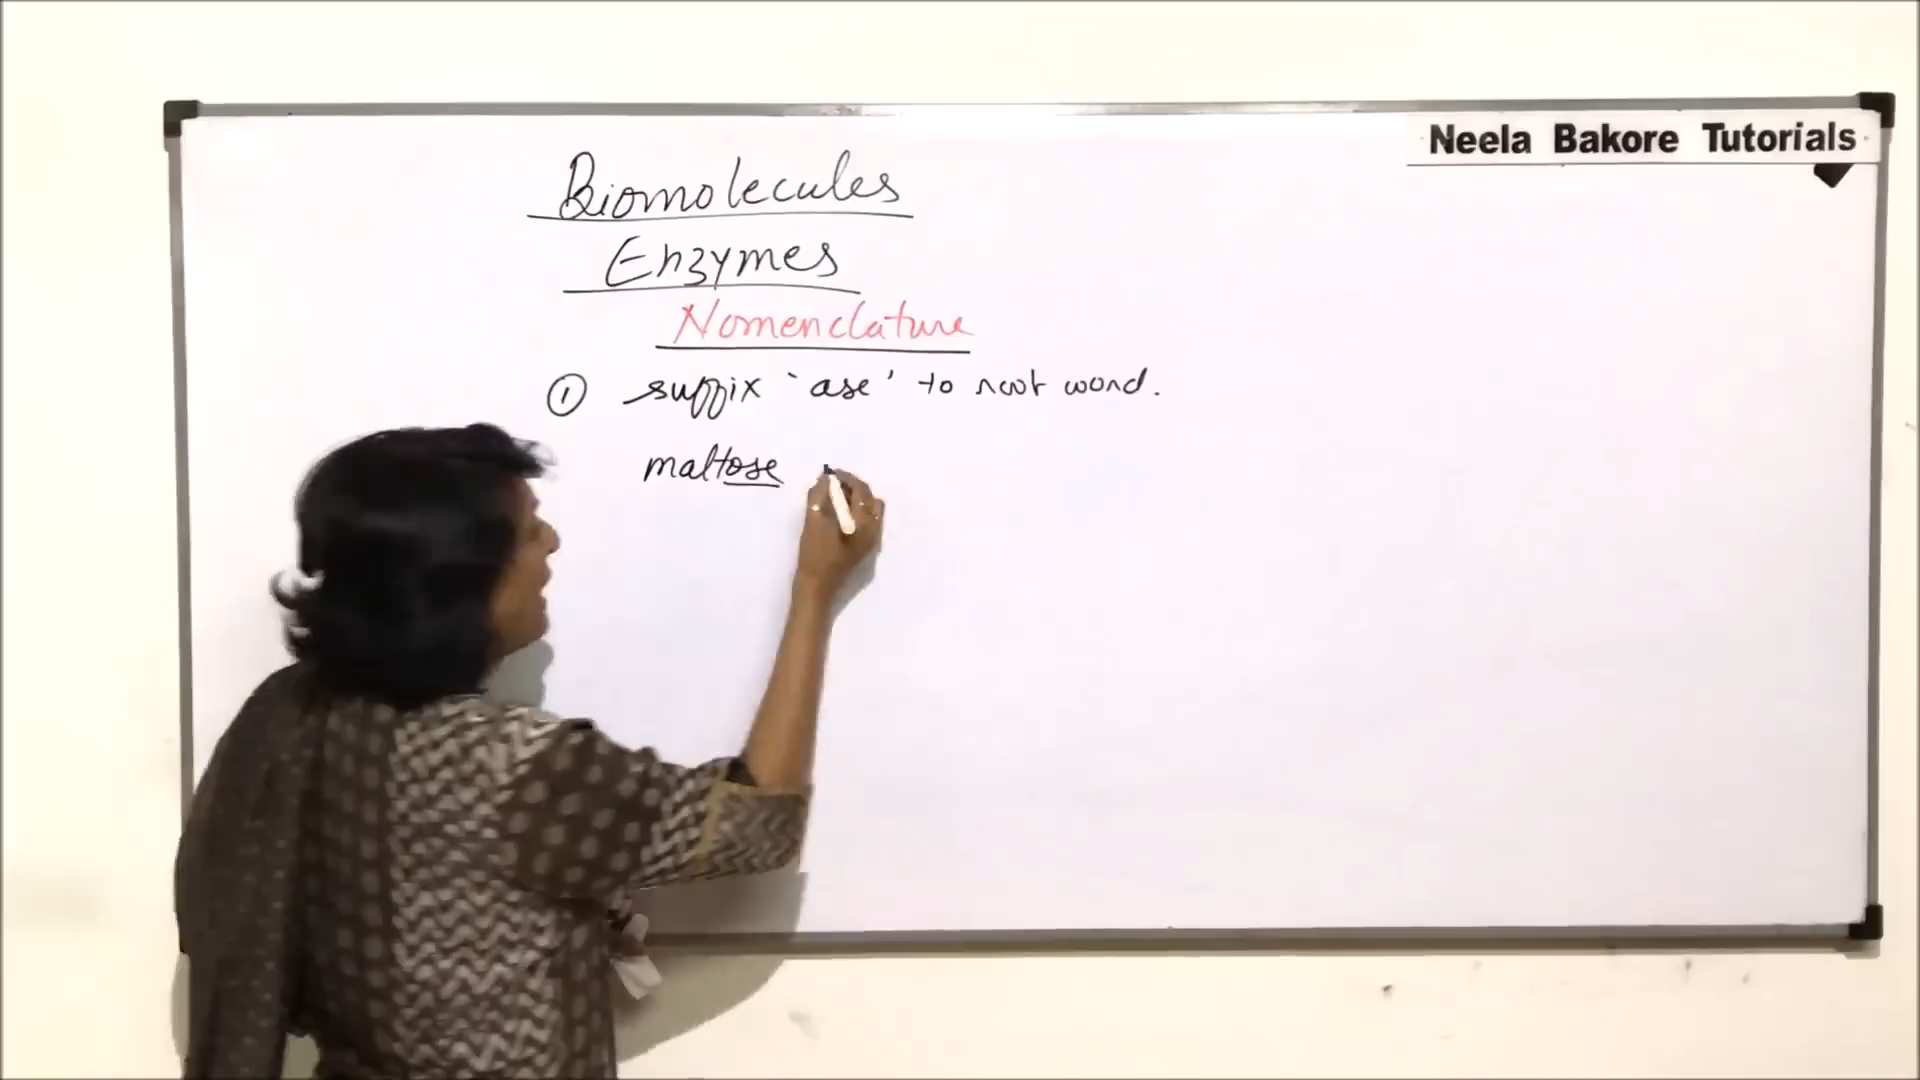 Neela Bakore Tutorials
Biomolecules
Enzymes
Nomenclature
① suffix 'ase' to root word.
maltose